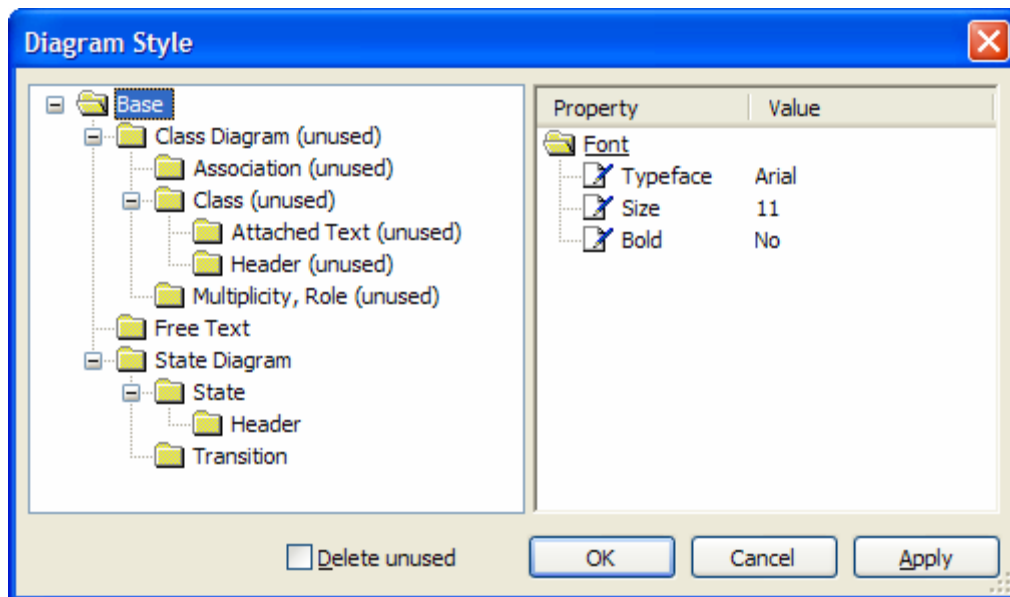 Diagram Style
Base
Class Diagram (unused)
Association (unused)
Class (unused)
Attached Text (unused)
Header (unused)
Multiplicity, Role (unused)
Free Text
State Diagram
State
Header
Transition
Property Value
Font
Typeface Arial
Size 11
Bold No
Delete unused
OK Cancel Apply